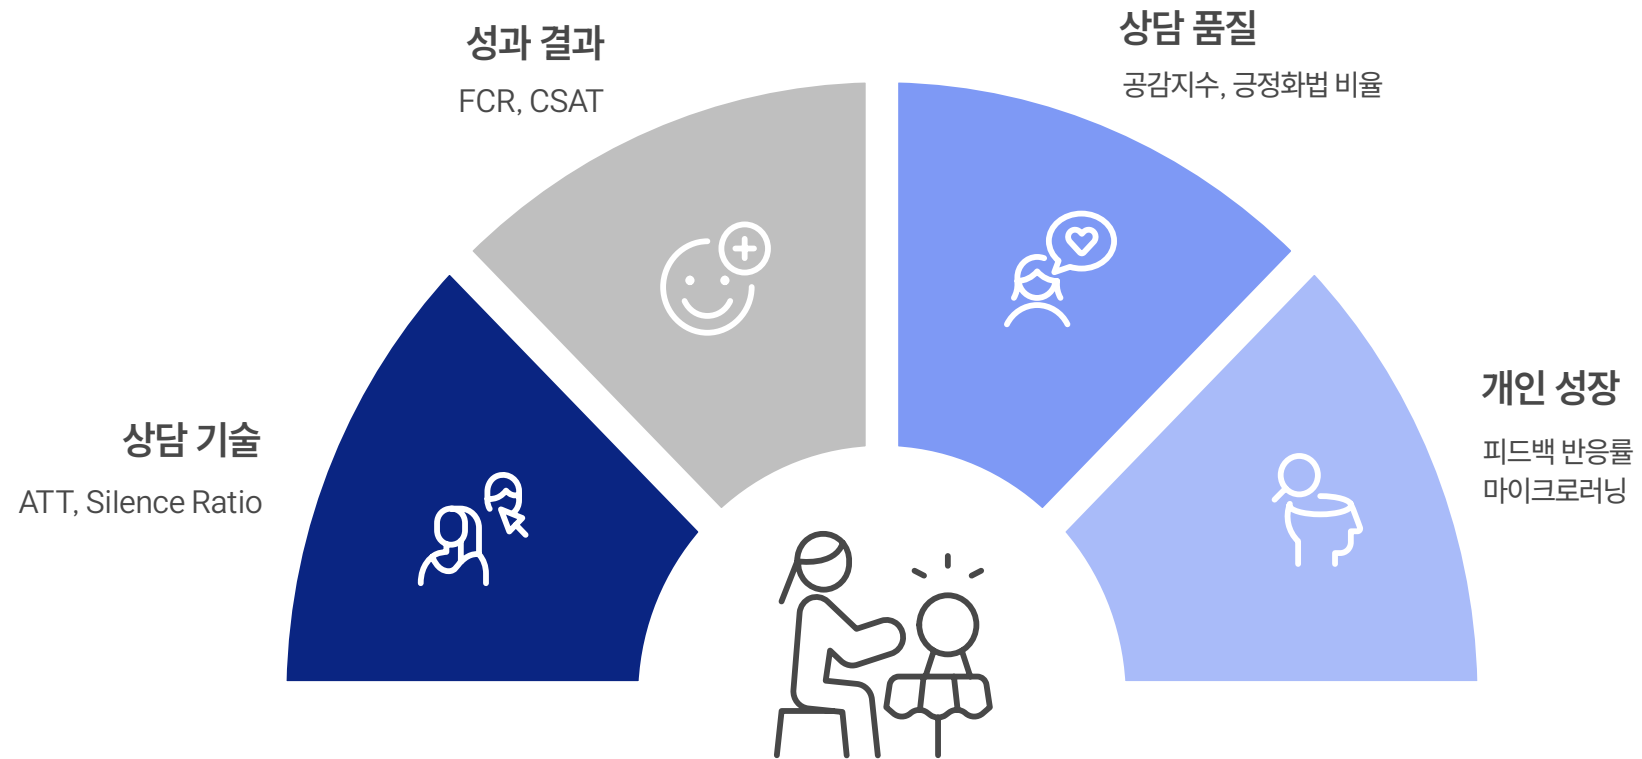 성과 결과
FCR, CSAT
상담 품질
공감지수, 긍정화법 비율
상담 기술
ATT, Silence Ratio
개인 성장
피드백 반응률
마이크로러닝